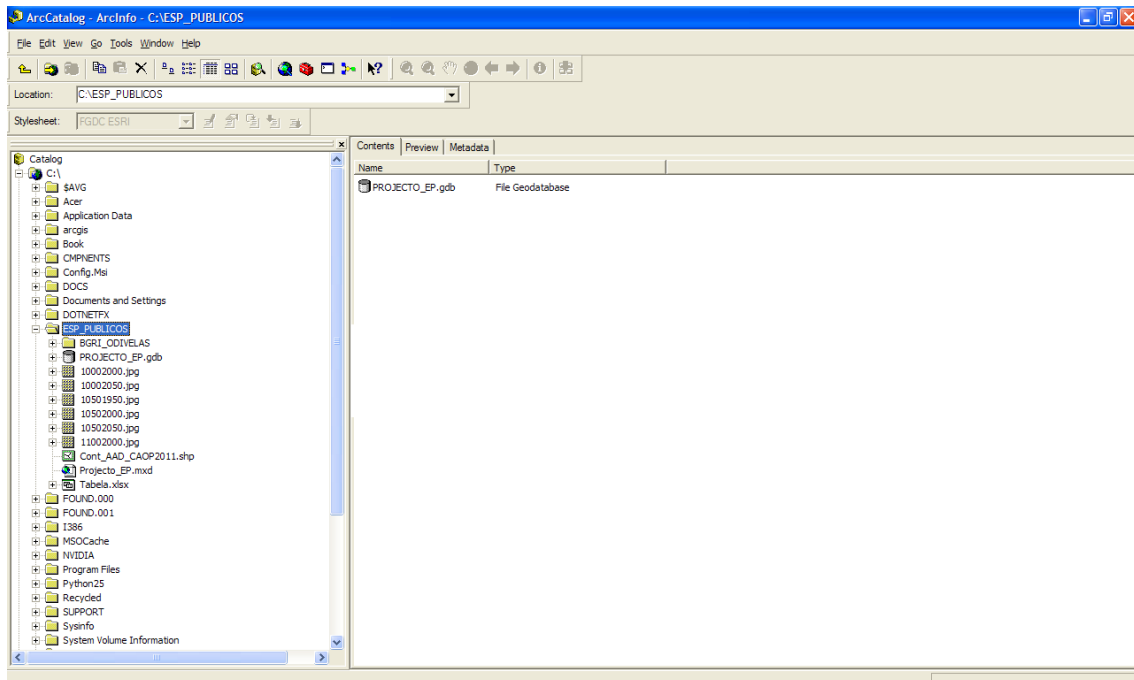 ArcCatalog - ArcInfo - C:\ESP_PUBLICOS
File Edit View Go Tools Window Help
Location: C:\ESP_PUBLICOS
Stylesheet: FGDC ESRI
Contents Preview Metadata
Name Type
PROJECTO_EP.gdb File Geodatabase
Catalog
C:\
$AVG
Acer
Application Data
arcgis
Book
CMPNENTS
Config.Msi
DOCS
Documents and Settings
DOTNETFX
ESP_PUBLICOS
BGRI_ODIVELAS
PROJECTO_EP.gdb
10002000.jpg
10002050.jpg
10501950.jpg
10502000.jpg
10502050.jpg
11002000.jpg
Cont_AAD_CAOP2011.shp
Projecto_EP.mxd
Tabela.xlsx
FOUND.000
FOUND.001
I386
MSOCache
NVIDIA
Program Files
Python25
Recycled
SUPPORT
Sysinfo
System Volume Information